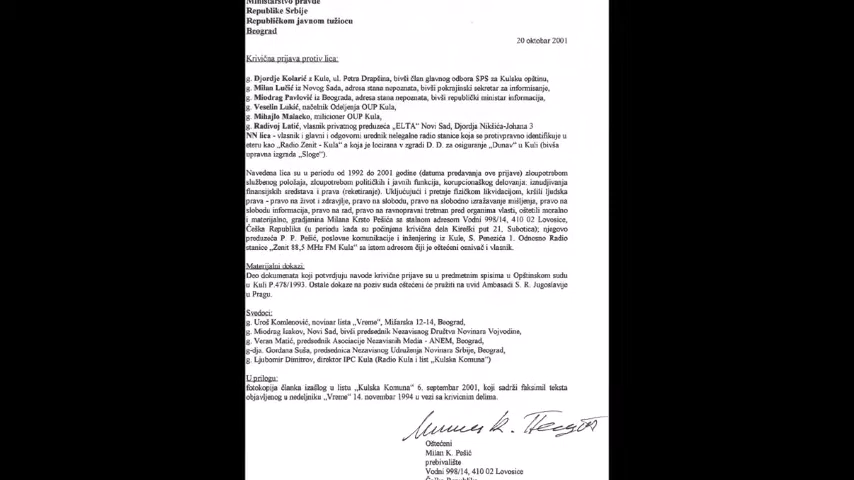 Ministarstvo pravde
Republike Srbije
Republičkom javnom tužiocu
Beograd
20 oktobar 2001
Krivična prijava protiv lica:
g. Djordje Kolarić z Kule, ul. Petra Drapšina, bivši član glavnog odbora SPS za Kulsku opštinu,
g. Milan Lučić iz Novog Sada, adresa stana nepoznata, bivši pokrajinski sekretar za informisanje,
g. Miodrag Pavlović iz Beograda, adresa stana nepoznata, bivši republički ministar informacija,
g. Veselin Lukić, načelnik Odeljenja OUP Kula,
g. Mihajlo Malacko, milicioner OUP Kula,
g. Radivoj Latić, vlasnik privatnog preduzeća „ELTA" Novi Sad, Djordja Nikšića-Johana 3
NN lica - vlasnik i glavni i odgovorni urednik nelegalne radio stanice koja se protivpravno identifikuje u
eteru kao „Radio Zenit - Kula" a koja je locirana v zgradi D. D. za osiguranje „Dunav" u Kuli (bivša
upravna izgrada „Sloge").
Navedena lica su u periodu od 1992 do 2001 godine (datuma predavanja ove prijave) zloupotrebom
službenog položaja, zloupotrebom političkih i javnih funkcija, korupcionaškog delovanja: iznudjivanja
finansijskih sredstava i prava (reketiranje). Uključujući i pretnje fizičkom likvidacijom, kršili ljudska
prava - pravo na život i zdravlje, pravo na slobodu, pravo na slobodno izražavanje mišljenja, pravo na
slobodu informacija, pravo na rad, pravo na ravnopravni tretman pred organima vlasti, oštetili moralno
i materijalno, gradjanina Milana Krsto Pešića sa stalnom adresom Vodní 998/14, 410 02 Lovosice,
Češka Republika (u periodu kada su počinjena krivična dela Kireški put 21, Subotica); njegovo
preduzeća P. P. Pešić, poslovne komunikacije i inženjering iz Kule, S. Penezića 1. Odnosno Radio
stanice „Zenit 88,5 MHz FM Kula" sa istom adresom čiji je oštećeni osnivač i vlasnik.
Materijalni dokazi:
Deo dokumenata koji potvrdjuju navode krivične prijave su u predmetnim spisima u Opštinskom sudu
u Kuli P.478/1993. Ostale dokaze na poziv suda oštećeni će pružiti na uvid Ambasadi S. R. Jugoslavije
u Pragu.
Svedoci:
g. Uroš Komlenović, novinar lista „Vreme", Mišarska 12-14, Beograd,
g. Miodrag Isakov, Novi Sad, bivši predsednik Nezavisnog Društva Novinara Vojvodine,
g. Veran Matić, predsednik Asocijacije Nezavisnih Media - ANEM, Beograd,
g-dja. Gordana Suša, predsednica Nezavisnog Udruženja Novinara Srbije, Beograd,
g. Ljubomir Dimitrov, direktor IPC Kula (Radio Kula i list „Kulska Komuna")
U prilogu:
fotokopija članka izašlog u listu „Kulska Komuna" 6. septembar 2001, koji sadrži faksimil teksta
objavljenog u nedeljniku „Vreme" 14. novembar 1994 u vezi sa krivicnim delima.
Oštećeni
Milan K. Pešić
prebivalište
Vodní 998/14, 410 02 Lovosice
Češka Republika